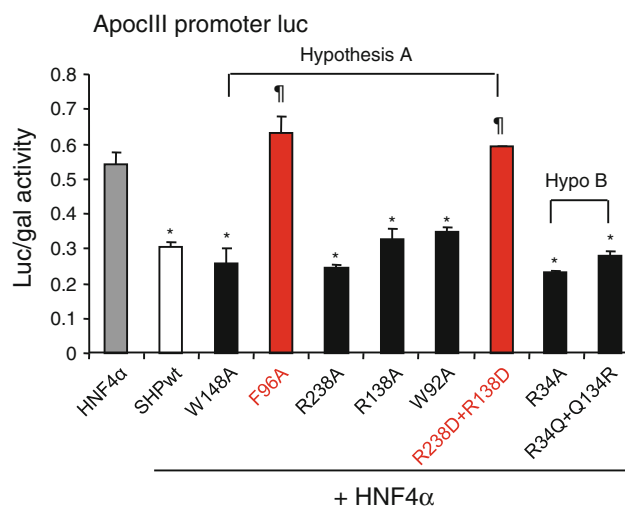 ApocIII promoter luc
Hypothesis A
Hypo B
Luc/gal activity
0.8
0.7
0.6
0.5
0.4
0.3
0.2
0.1
0
¶
¶
*
*
*
*
*
*
*
HNF4α
SHPwt
W148A
F96A
R238A
R138A
W92A
R238D+R138D
R34A
R34Q+Q134R
+ HNF4α